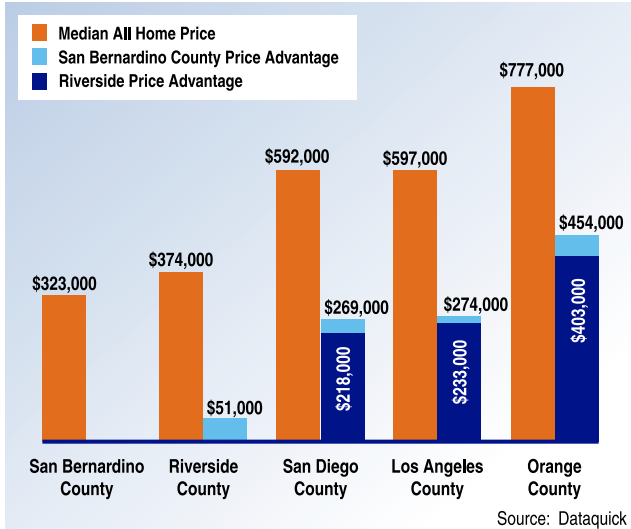 Median All Home Price
San Bernardino County Price Advantage
Riverside Price Advantage
$777,000
$592,000
$597,000
$454,000
$374,000
$323,000
$269,000
$274,000
$403,000
$218,000
$233,000
$51,000
San Bernardino
County
Riverside
County
San Diego
County
Los Angeles
County
Orange
County
Source: Dataquick